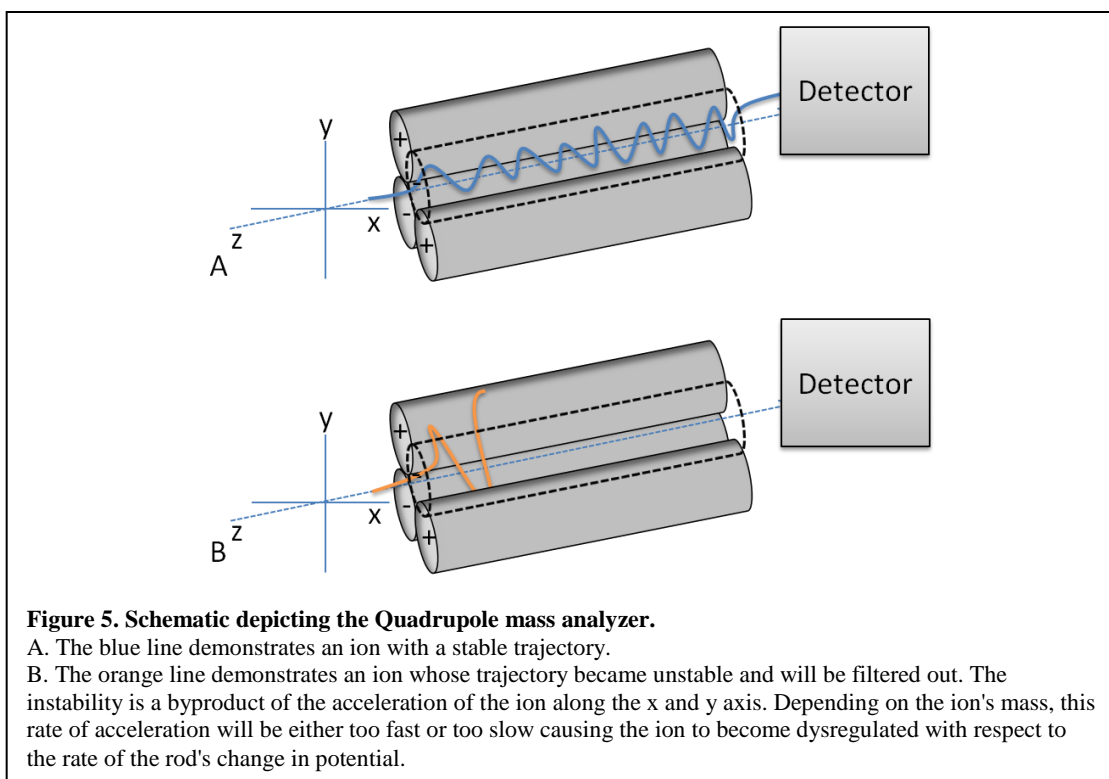 Detector
y
+
-
-
+
x
z
A
Detector
y
+
-
+
x
z
B
Figure 5. Schematic depicting the Quadrupole mass analyzer.
A. The blue line demonstrates an ion with a stable trajectory.
B. The orange line demonstrates an ion whose trajectory became unstable and will be filtered out. The
instability is a byproduct of the acceleration of the ion along the x and y axis. Depending on the ion's mass, this
rate of acceleration will be either too fast or too slow causing the ion to become dysregulated with respect to
the rate of the rod's change in potential.